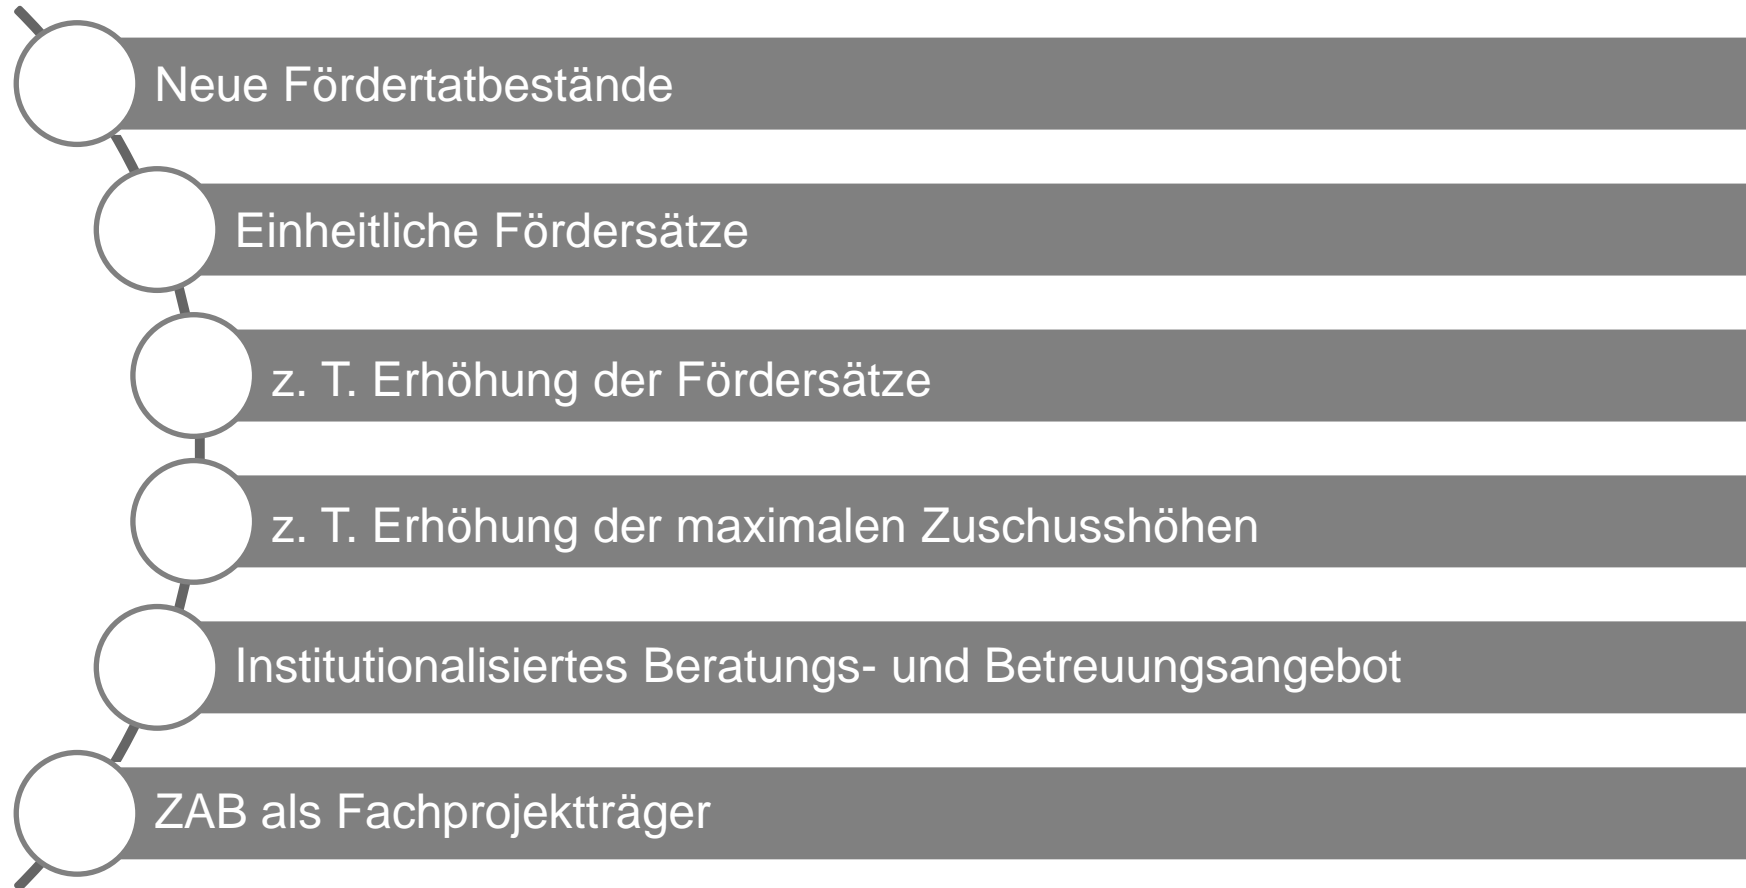 Neue Fördertatbestände
Einheitliche Fördersätze
z. T. Erhöhung der Fördersätze
z. T. Erhöhung der maximalen Zuschusshöhen
Institutionalisiertes Beratungs- und Betreuungsangebot
ZAB als Fachprojektträger